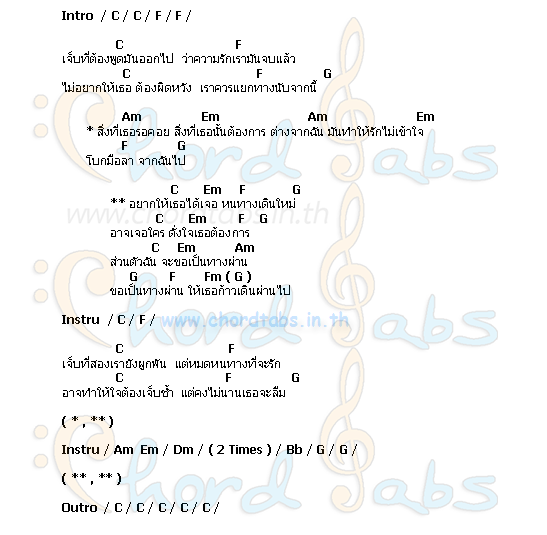 Intro / C / C / F / F /
C F
เจ็บที่ต้องพูดมันออกไป ว่าความรักเรามันจบแล้ว
C F G
ไม่อยากให้เธอ ต้องผิดหวัง เราควรแยกทางนับจากนี้
Am Em Am Em
* สิ่งที่เธอรอคอย สิ่งที่เธอนั้นต้องการ ต่างจากฉัน มันทำให้รักไม่เข้าใจ
F G
โบกมือลา จากฉันไป
C Em F G
** อยากให้เธอได้เจอ หนทางเดินใหม่
www.chordtabs.in.th
C Em F G
อาจเจอใคร ดั่งใจเธอต้องการ
C Em Am
ส่วนตัวฉัน จะขอเป็นทางผ่าน
G F Fm ( G )
ขอเป็นทางผ่าน ให้เธอก้าวเดินผ่านไป
Instru / C / F /
www.chordtabs.in.th
C F
เจ็บที่สองเรายังผูกพัน แต่หมดหนทางที่จะรัก
C F G
อาจทำให้ใจต้องเจ็บช้ำ แต่คงไม่นานเธอจะลืม
( * , ** )
Instru / Am Em / Dm / ( 2 Times ) / Bb / G / G /
( ** , ** )
Outro / C / C / C / C / C /
Chord Tabs
Chord Tabs